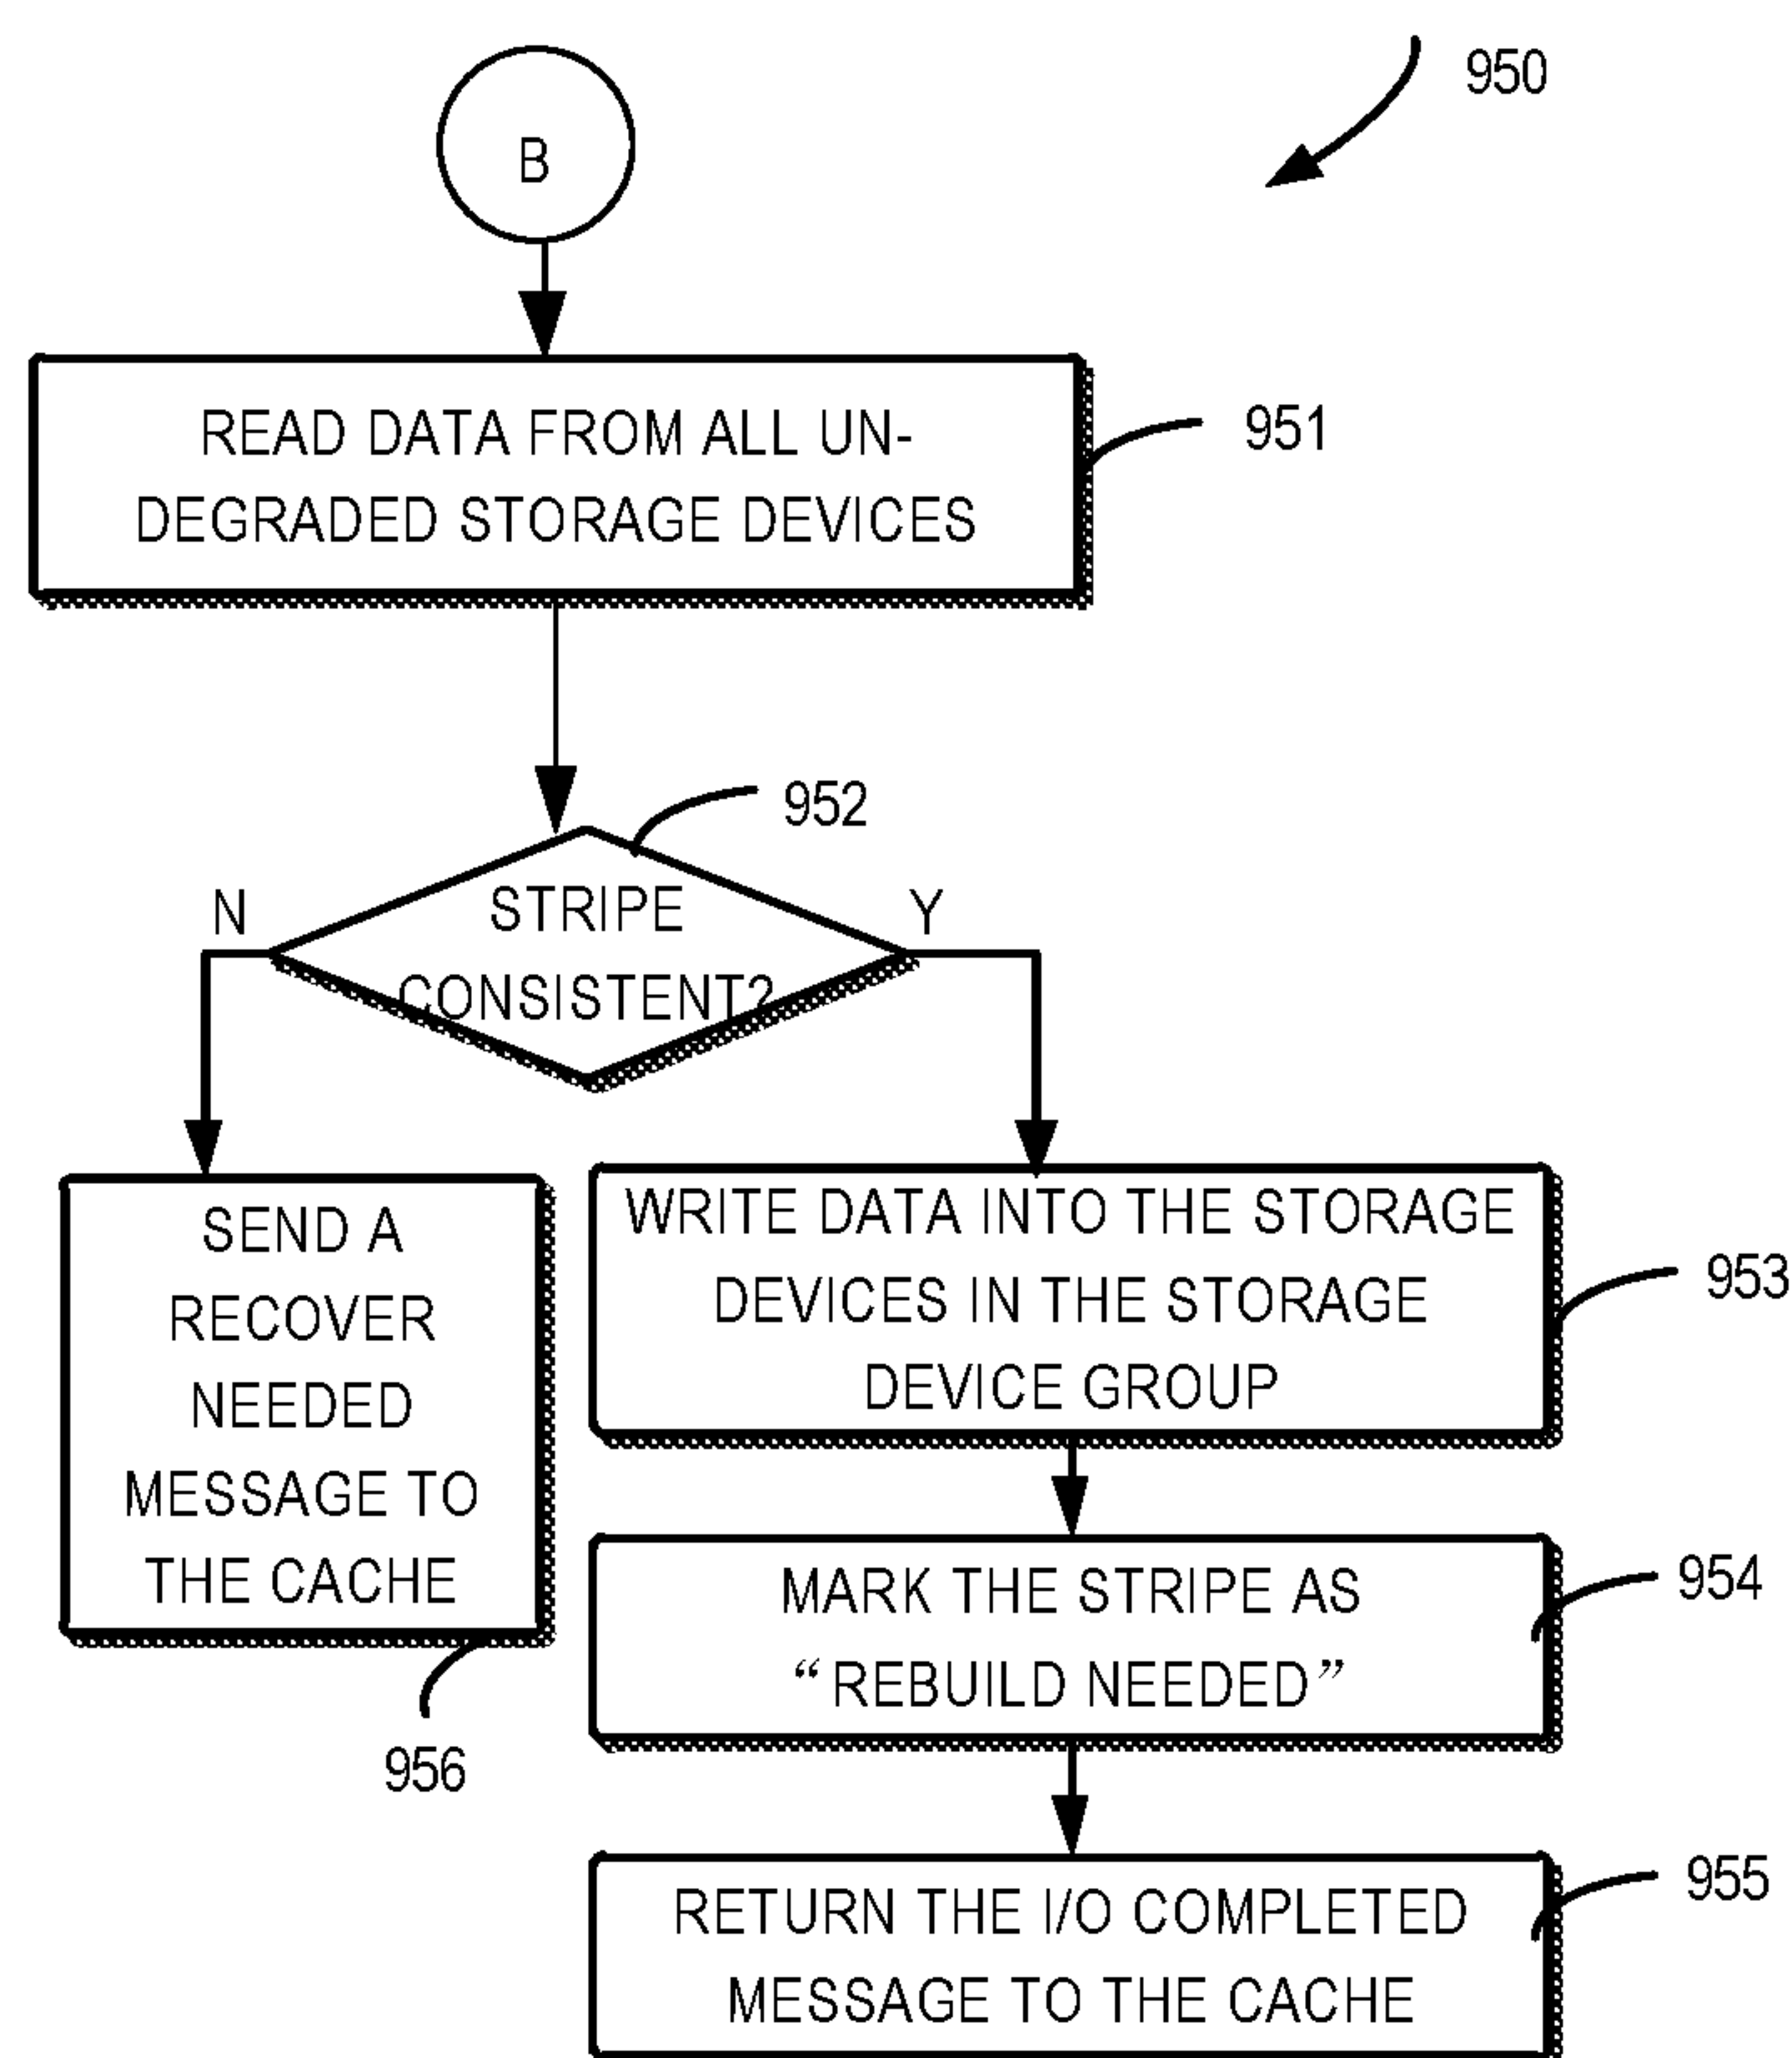 950
B
READ DATA FROM ALL UN-
DEGRADED STORAGE DEVICES
951
952
N
STRIPE
CONSISTENT?
Y
SEND A
RECOVER
NEEDED
MESSAGE TO
THE CACHE
956
WRITE DATA INTO THE STORAGE
DEVICES IN THE STORAGE
DEVICE GROUP
953
MARK THE STRIPE AS
“REBUILD NEEDED”
954
RETURN THE I/O COMPLETED
MESSAGE TO THE CACHE
955